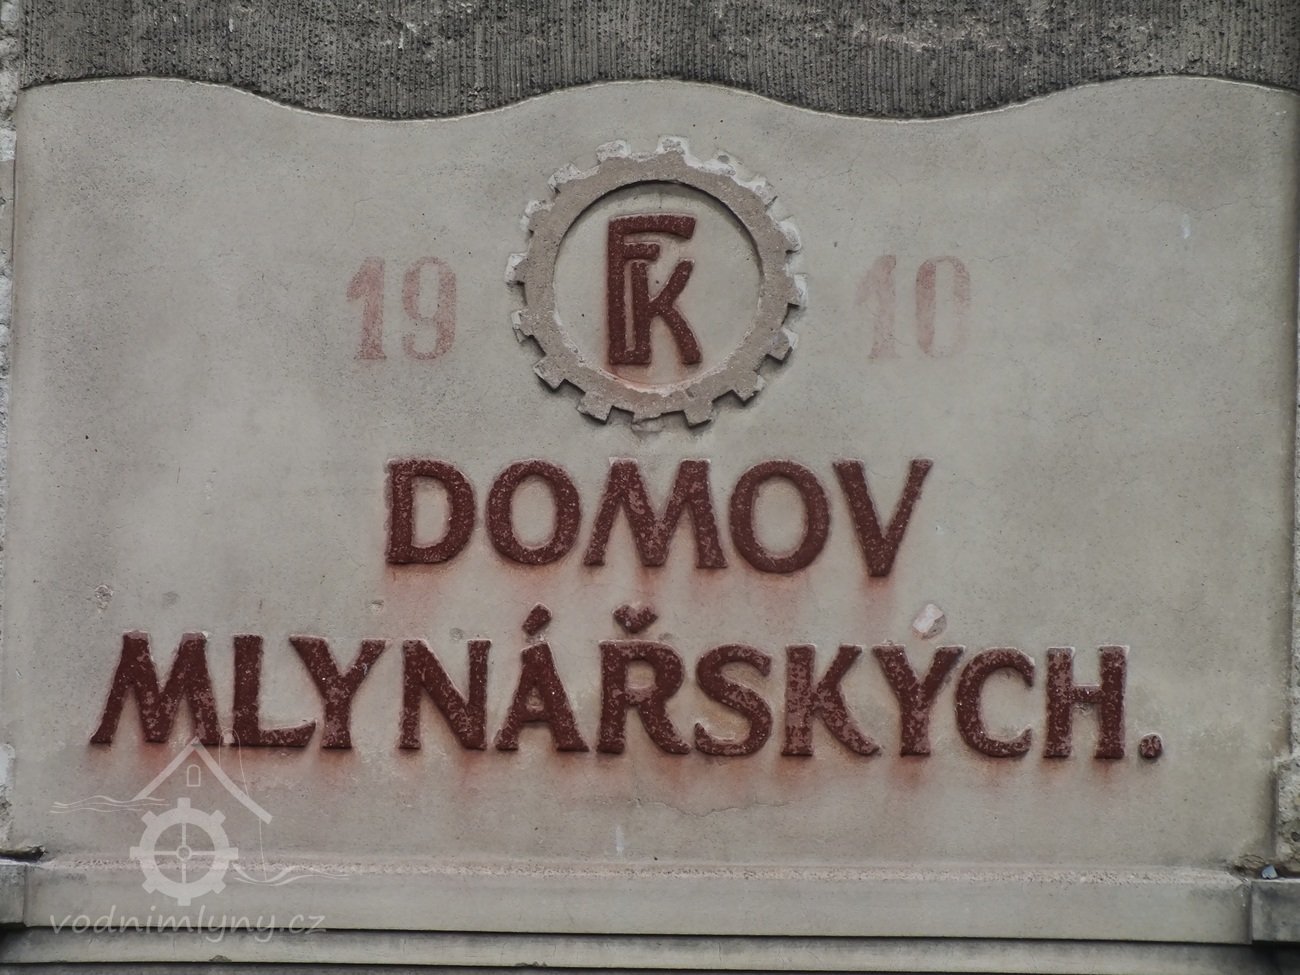 FK
19 10
DOMOV
MLYNÁŘSKÝCH.
vodnimlyny.cz